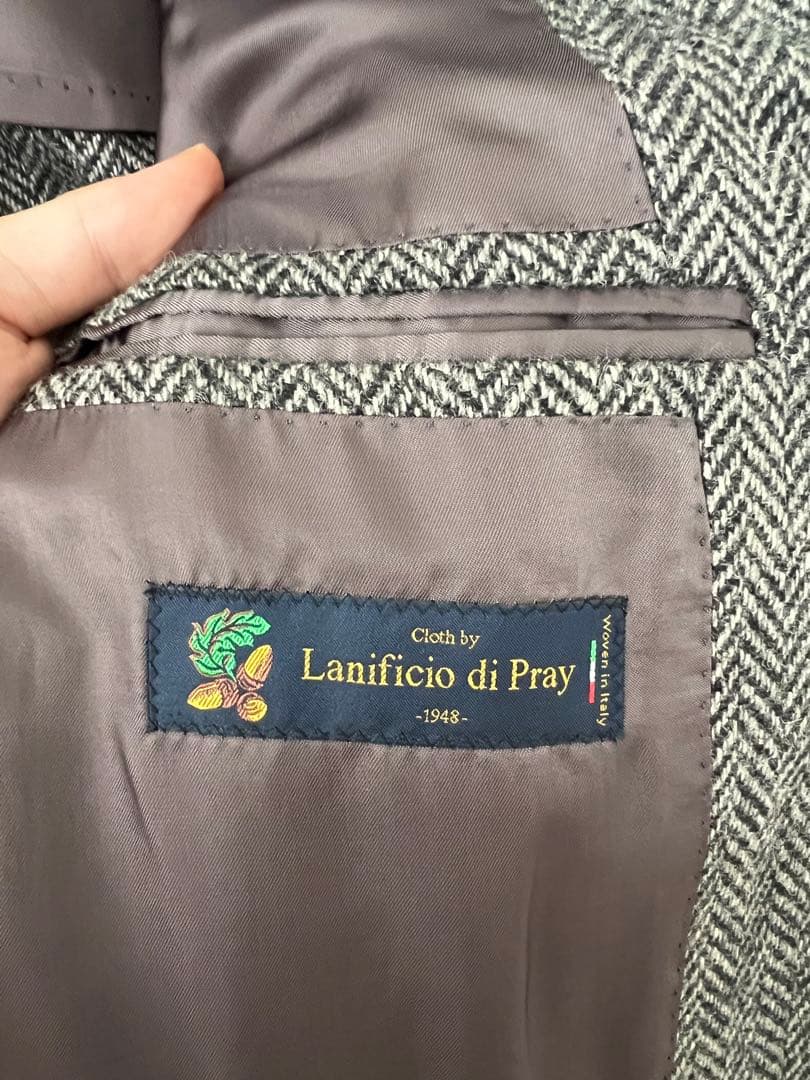 Cloth by
Lanificio di Pray
-1948-
Woven in Italy